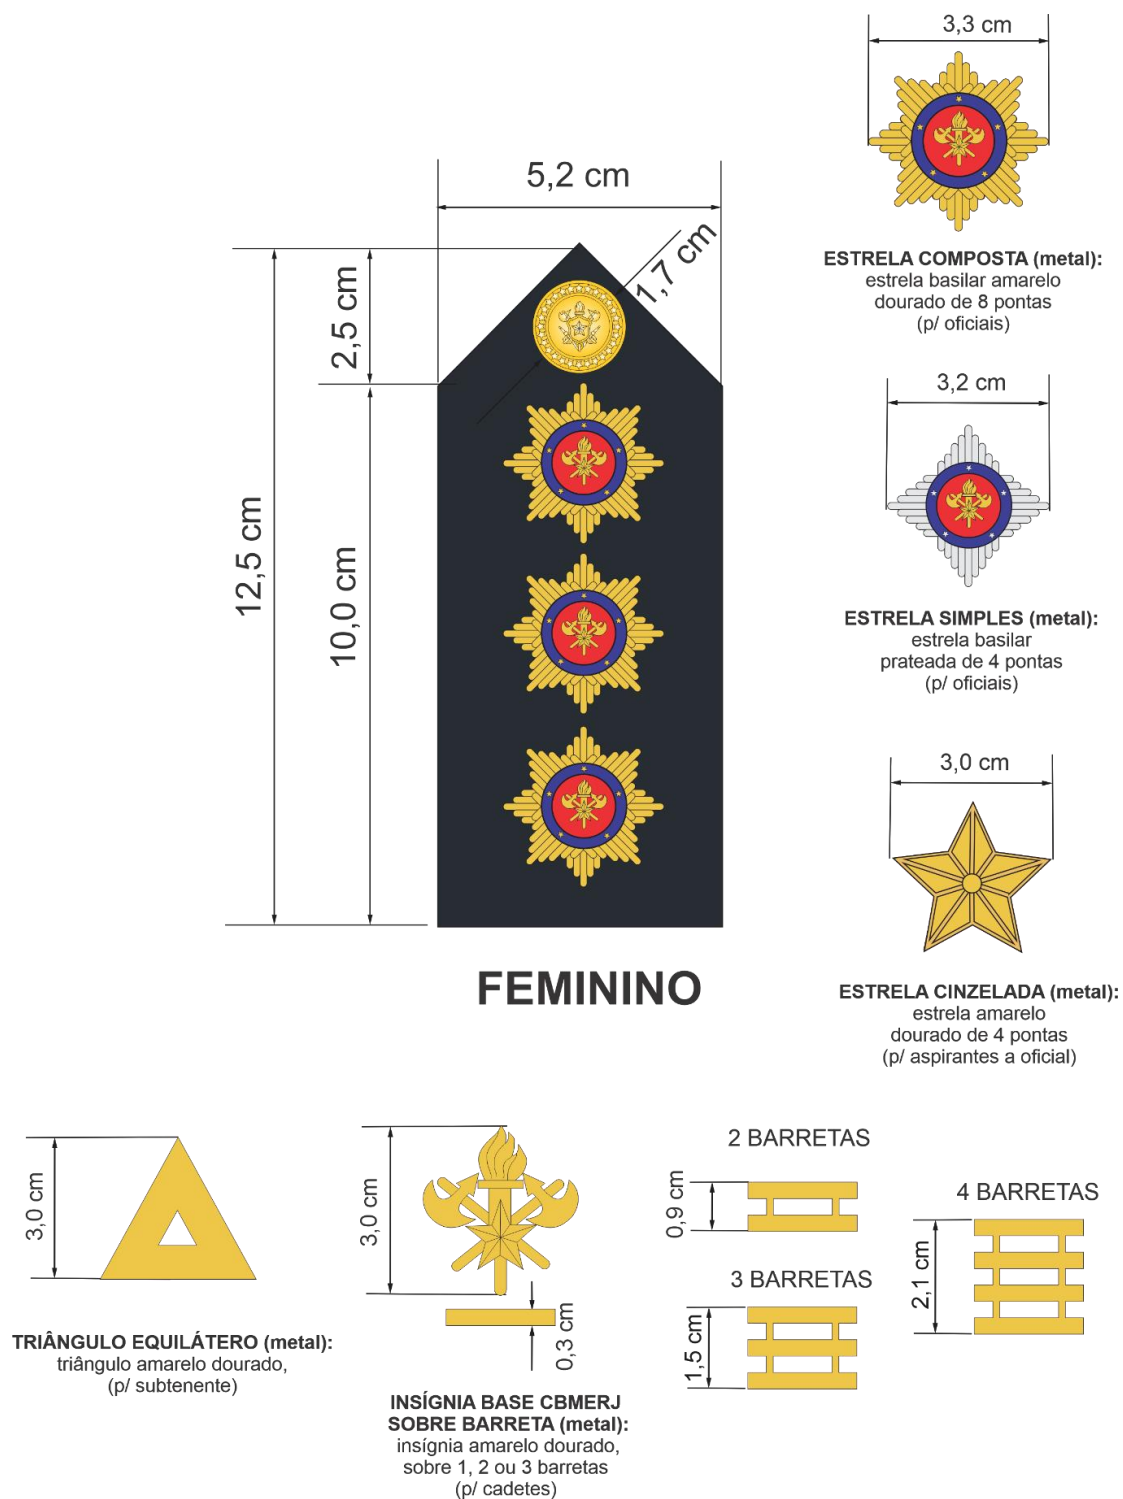 3,3 cm
ESTRELA COMPOSTA (metal):
estrela basilar amarelo
dourado de 8 pontas
(p/ oficiais)
5,2 cm
1,7 cm
2,5 cm
12,5 cm
10,0 cm
3,2 cm
ESTRELA SIMPLES (metal):
estrela basilar
prateada de 4 pontas
(p/ oficiais)
3,0 cm
ESTRELA CINZELADA (metal):
estrela amarelo
dourado de 4 pontas
(p/ aspirantes a oficial)
FEMININO
3,0 cm
TRIÂNGULO EQUILÁTERO (metal):
triângulo amarelo dourado,
(p/ subtenente)
3,0 cm
0,3 cm
INSÍGNIA BASE CBMERJ
SOBRE BARRETA (metal):
insígnia amarelo dourado,
sobre 1, 2 ou 3 barretas
(p/ cadetes)
2 BARRETAS
0,9 cm
3 BARRETAS
1,5 cm
4 BARRETAS
2,1 cm